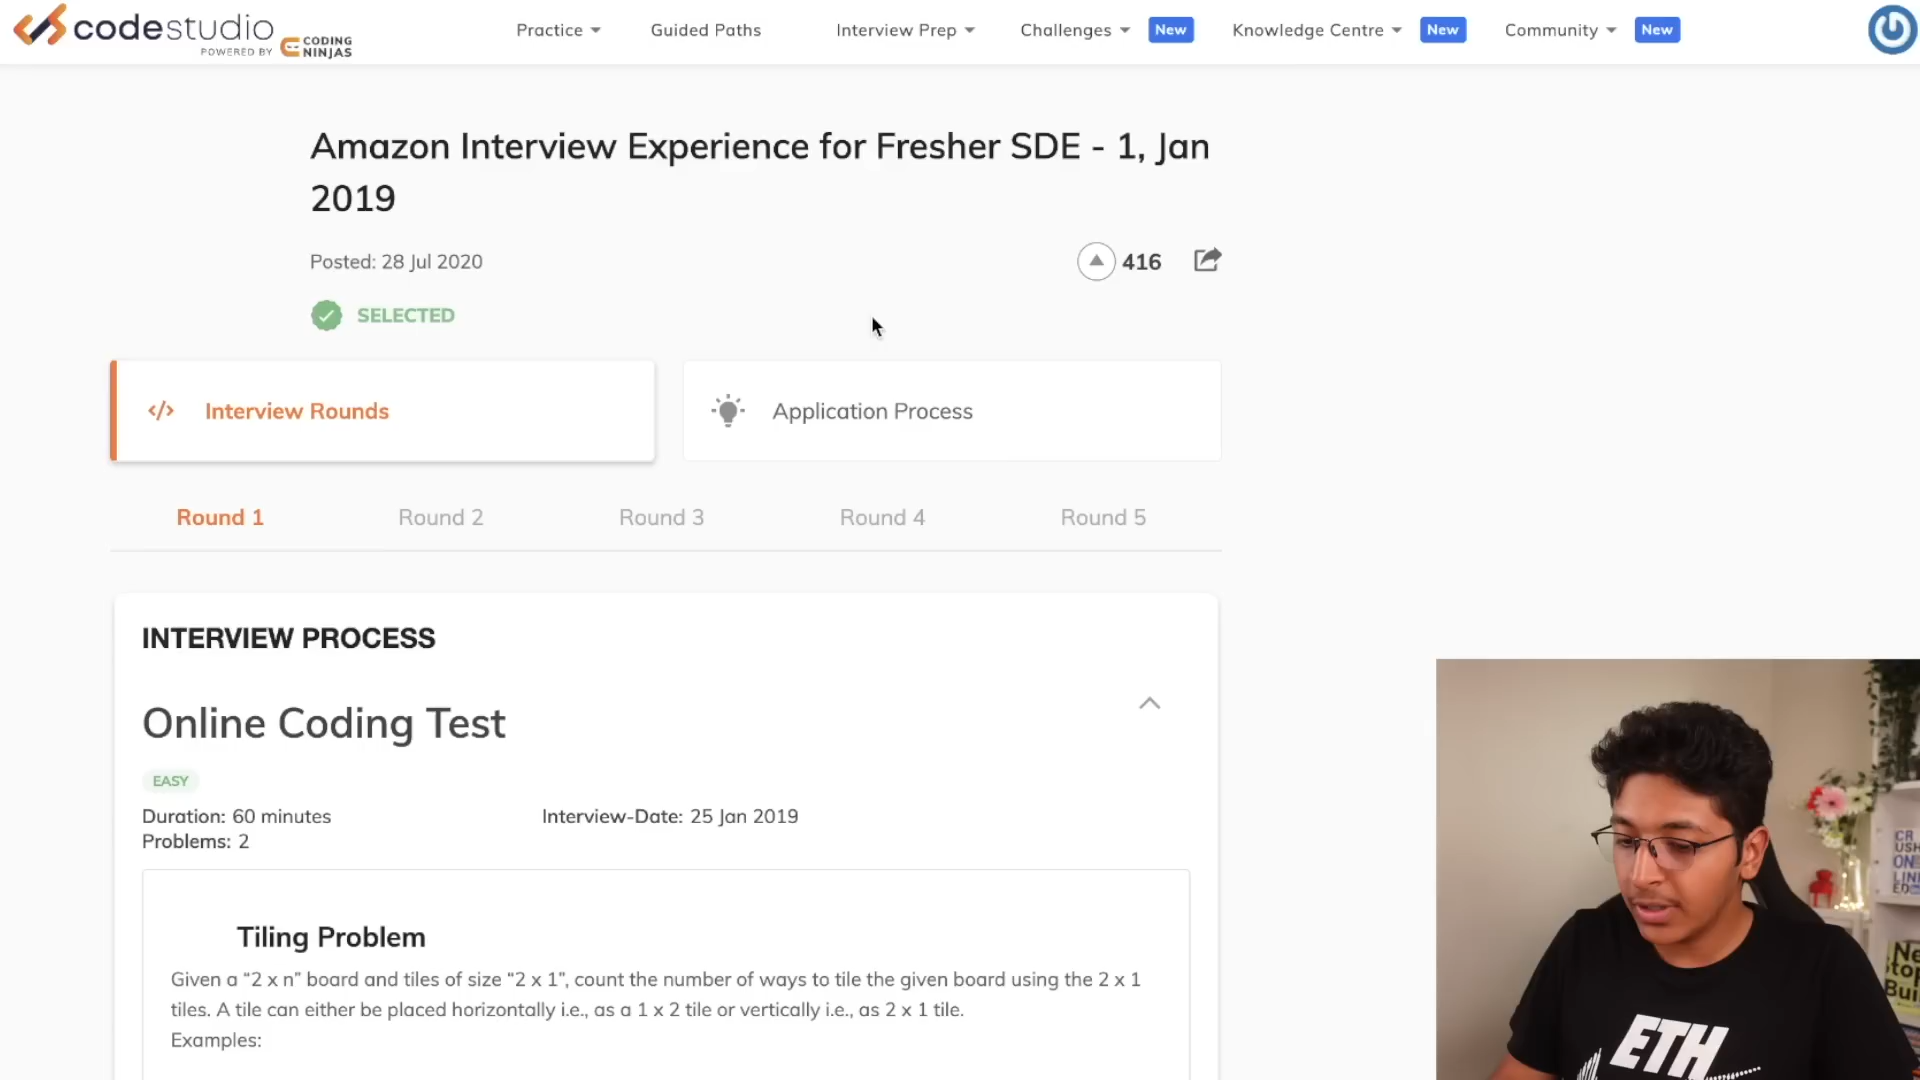 codestudio
POWERED BY CODING NINJAS
Practice
Guided Paths
Interview Prep
Challenges
New
Knowledge Centre
New
Community
New
Amazon Interview Experience for Fresher SDE - 1, Jan
2019
Posted: 28 Jul 2020
416
SELECTED
</> Interview Rounds
Application Process
Round 1
Round 2
Round 3
Round 4
Round 5
INTERVIEW PROCESS
Online Coding Test
EASY
Duration: 60 minutes
Interview-Date: 25 Jan 2019
Problems: 2
Tiling Problem
Given a “2 x n” board and tiles of size “2 x 1”, count the number of ways to tile the given board using the 2 x 1
tiles. A tile can either be placed horizontally i.e., as a 1 x 2 tile or vertically i.e., as 2 x 1 tile.
Examples:
CR
USH
ON
LIN
ED
ETH